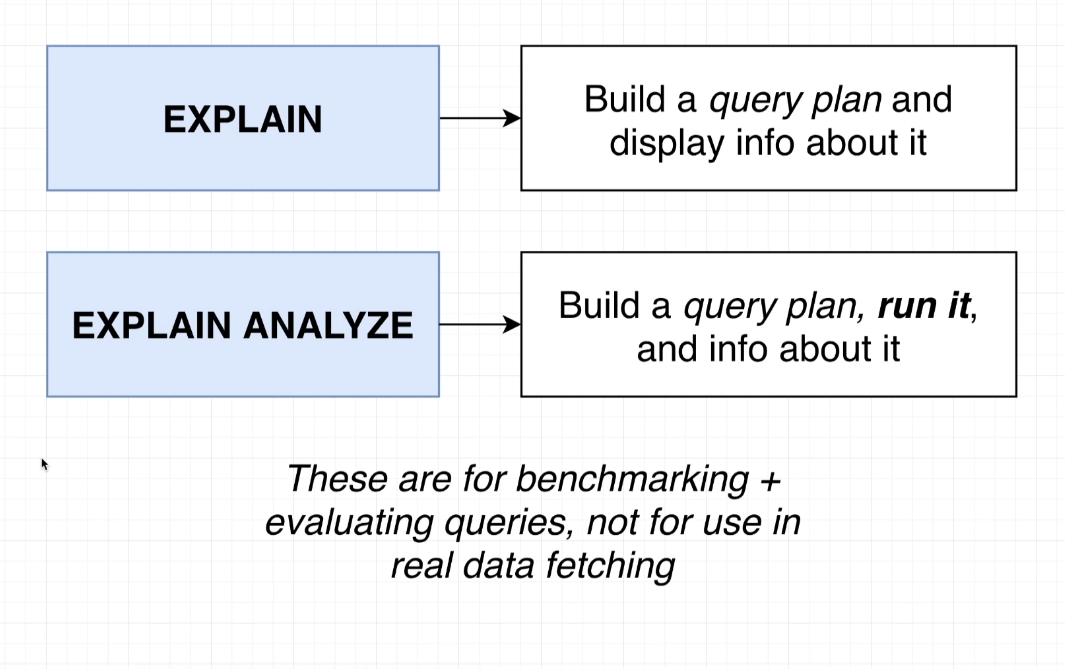 EXPLAIN
Build a query plan and
display info about it
EXPLAIN ANALYZE
Build a query plan, run it,
and info about it
These are for benchmarking +
evaluating queries, not for use in
real data fetching